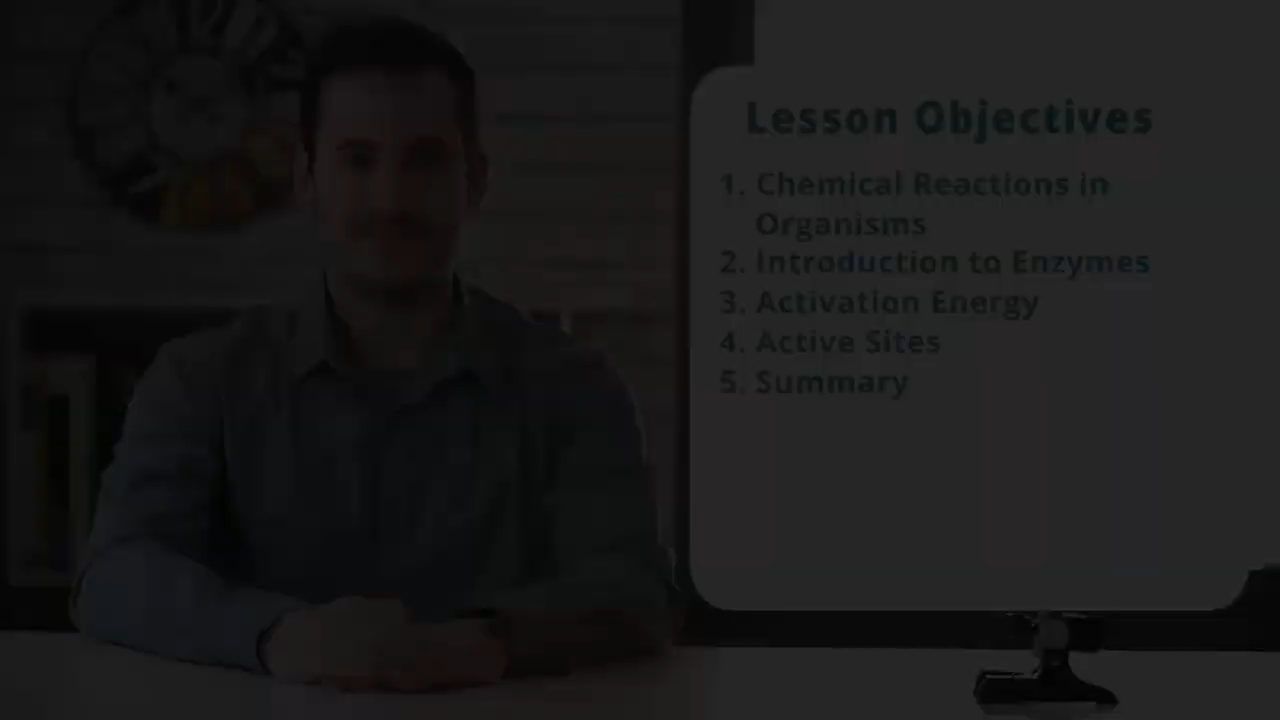 Lesson Objectives
1. Chemical Reactions in
Organisms
2. Introduction to Enzymes
3. Activation Energy
4. Active Sites
5. Summary